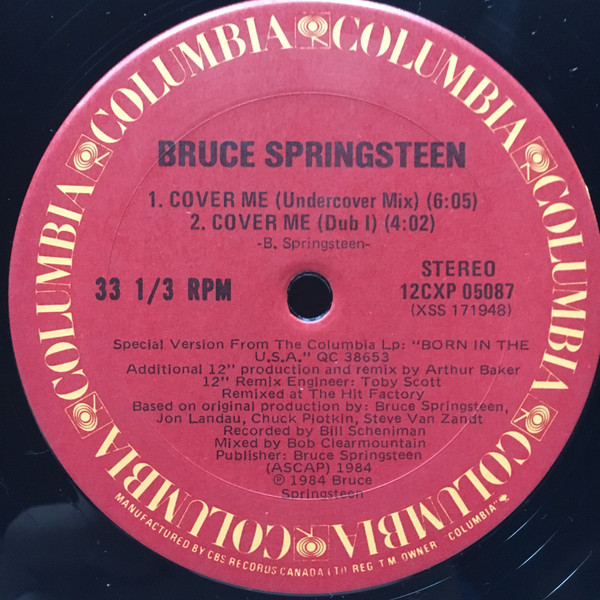 COLUMBIA COLUMBIA COLUMBIA COLUMBIA COLUMBIA COLUMBIA COLUMBIA COLUMBIA
BRUCE SPRINGSTEEN
1. COVER ME (Undercover Mix) (6:05)
2. COVER ME (Dub I) (4:02)
-B. Springsteen-
33 1/3 RPM
STEREO
12CXP 05087
(XSS 171948)
Special Version From The Columbia Lp: "BORN IN THE
U.S.A." QC 38653
Additional 12" production and remix by Arthur Baker
12" Remix Engineer: Toby Scott
Remixed at The Hit Factory
Based on original production by: Bruce Springsteen,
Jon Landau, Chuck Plotkin, Steve Van Zandt
Recorded by Bill Scheniman
Mixed by Bob Clearmountain
Publisher: Bruce Springsteen
(ASCAP) 1984
℗ 1984 Bruce
Springsteen
MANUFACTURED BY CBS RECORDS CANADA LTD REG. T.M. OWNER "COLUMBIA"